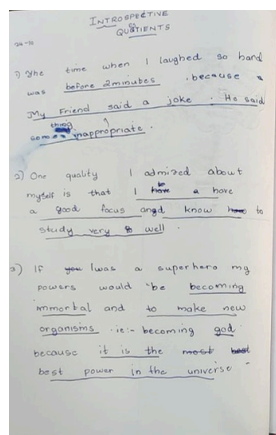 INTROSPECTIVE
QUOTIENTS
1) The time when I laughed so hard
was before 2minutes . because
My Friend said a joke . He said
something inappropriate .
2) One quality I admired about
myself is that I have
a good focus and know to
study very well .
3) If I was a superhero my
powers would be becoming
immortal and to make new
organisms ie:- becoming god
because it is the
best power in the universe